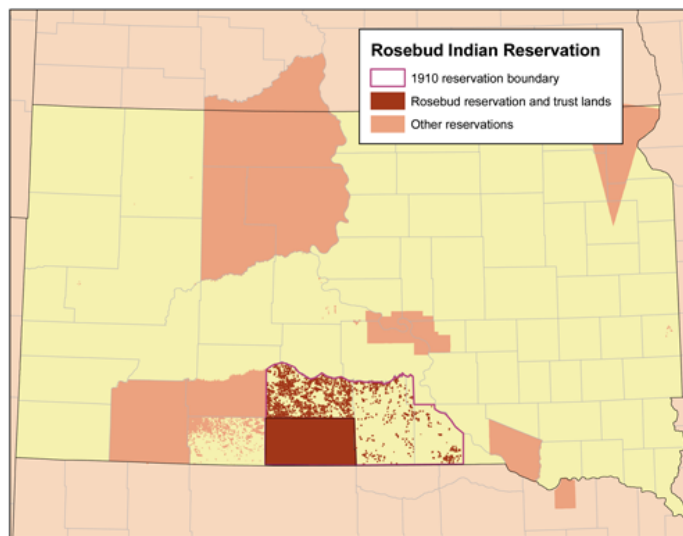 Rosebud Indian Reservation
1910 reservation boundary
Rosebud reservation and trust lands
Other reservations